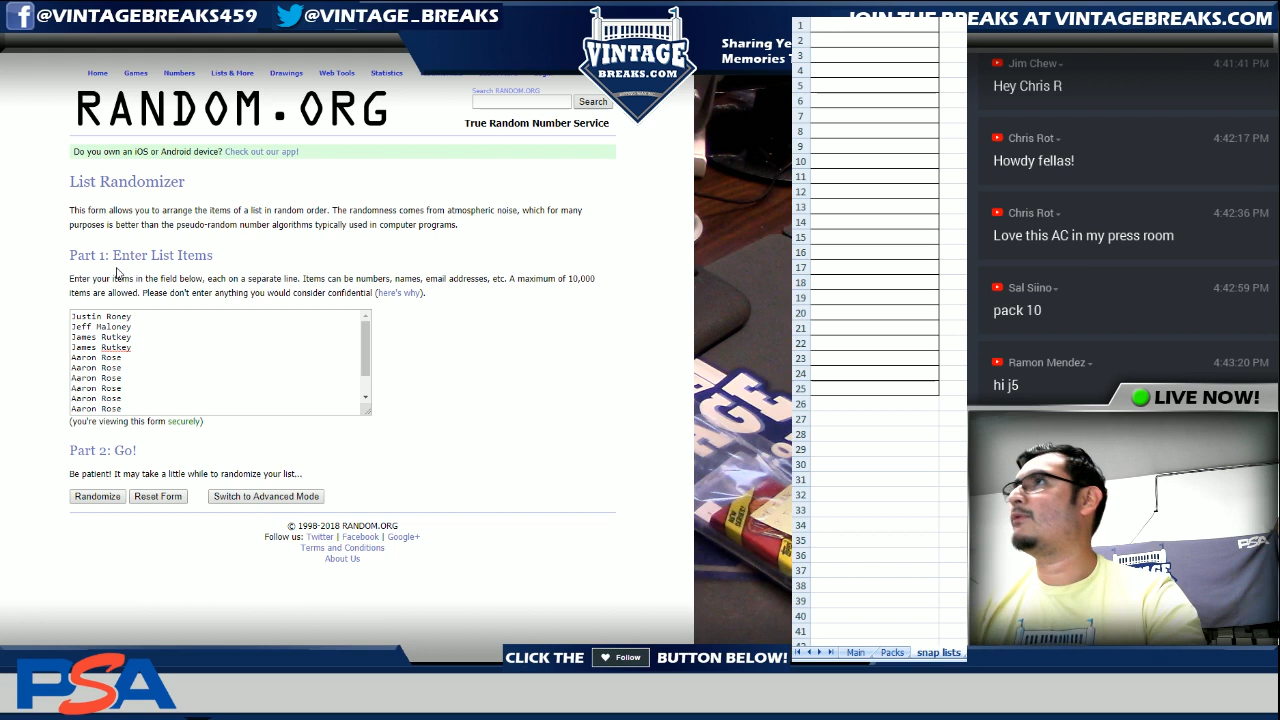 @VINTAGEBREAKS459
@VINTAGE_BREAKS
VINTAGE
BREAKS.COM
Sharing Ye
Memories
JOIN THE BREAKS AT VINTAGEBREAKS.COM
Home Games Numbers Lists & More Drawings Web Tools Statistics
RANDOM.ORG
Search RANDOM.ORG
Search
True Random Number Service
Do you own an iOS or Android device? Check out our app!
List Randomizer
This form allows you to arrange the items of a list in random order. The randomness comes from atmospheric noise, which for many
purposes is better than the pseudo-random number algorithms typically used in computer programs.
Part 1: Enter List Items
Enter your items in the field below, each on a separate line. Items can be numbers, names, email addresses, etc. A maximum of 10,000
items are allowed. Please don't enter anything you would consider confidential (here's why).
Justin Roney
Jeff Maloney
James Rutkey
James Rutkey
Aaron Rose
Aaron Rose
Aaron Rose
Aaron Rose
Aaron Rose
Aaron Rose
(you're viewing this form securely)
Part 2: Go!
Be patient! It may take a little while to randomize your list...
Randomize Reset Form Switch to Advanced Mode
© 1998-2018 RANDOM.ORG
Follow us: Twitter | Facebook | Google+
Terms and Conditions
About Us
1
2
3
4
5
6
7
8
9
10
11
12
13
14
15
16
17
18
19
20
21
22
23
24
25
26
27
28
29
30
31
32
33
34
35
36
37
38
39
40
41
Main Packs snap lists
Jim Chew 4:41:41 PM
Hey Chris R
Chris Rot 4:42:17 PM
Howdy fellas!
Chris Rot 4:42:36 PM
Love this AC in my press room
Sal Siino 4:42:59 PM
pack 10
Ramon Mendez 4:43:20 PM
hi j5
LIVE NOW!
PSA
CLICK THE Follow BUTTON BELOW!
PSA